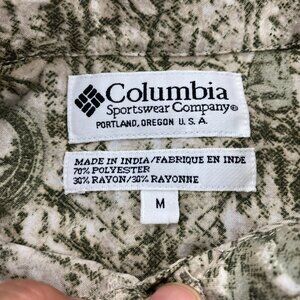 Columbia
Sportswear Company®
PORTLAND, OREGON U.S.A.
MADE IN INDIA/FABRIQUE EN INDE
70% POLYESTER
30% RAYON/30% RAYONNE
M